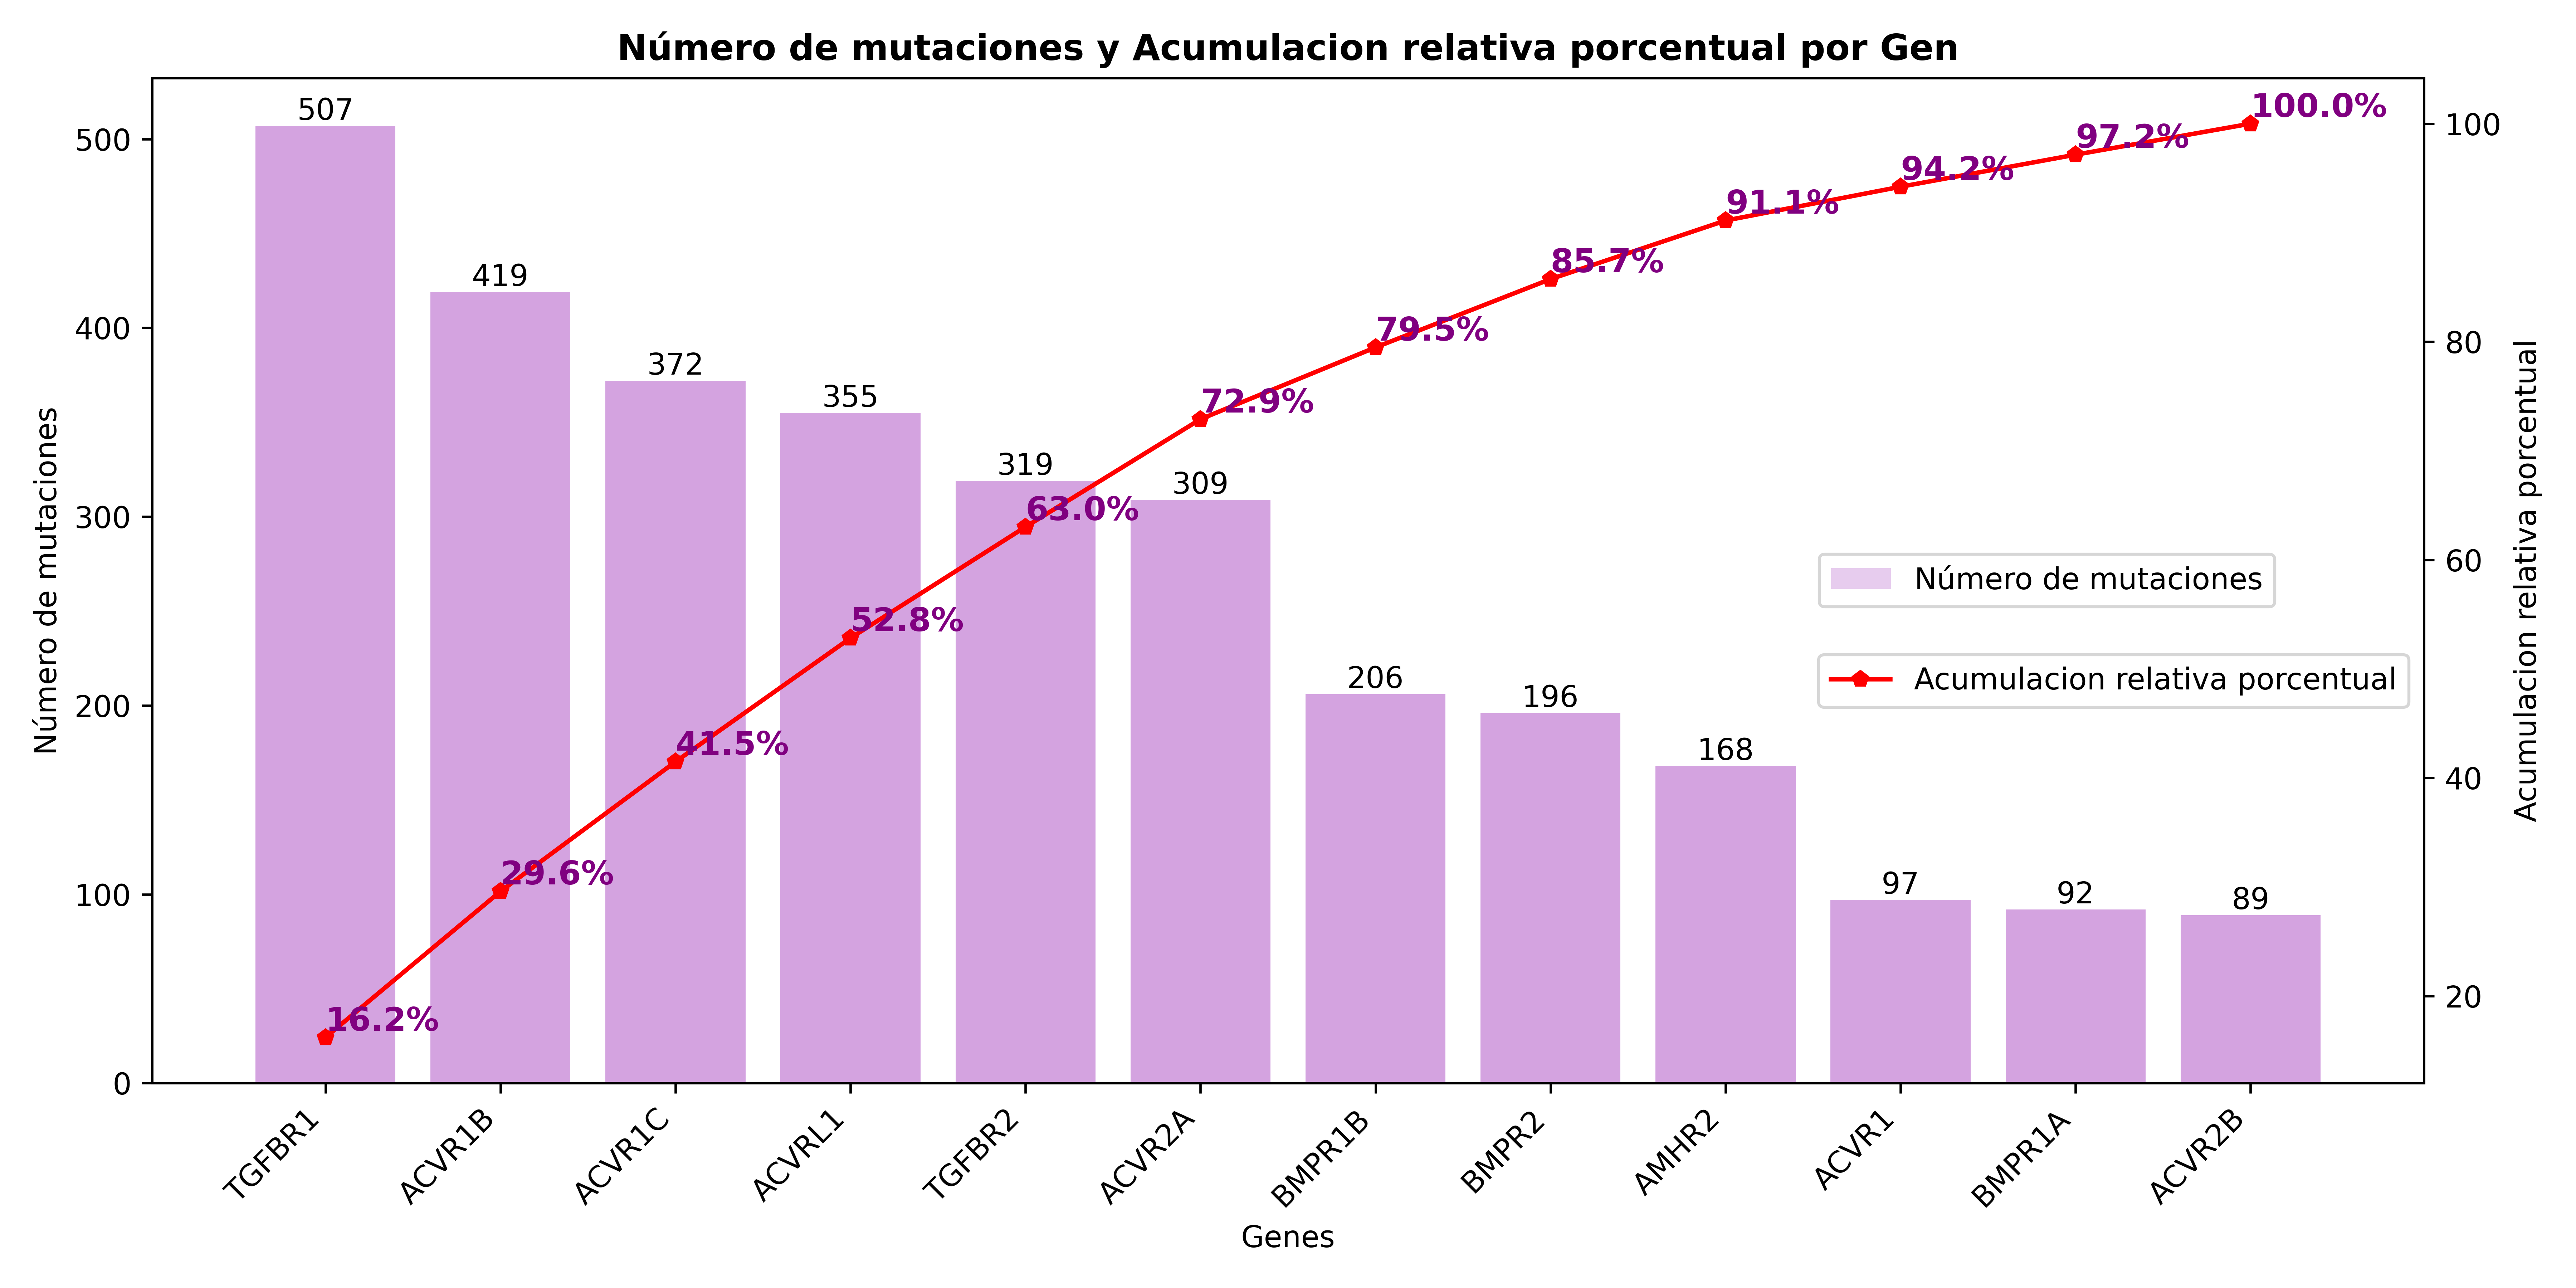 Número de mutaciones y Acumulacion relativa porcentual por Gen
Número de mutaciones
500
400
300
200
100
0
507
419
372
355
319
309
206
196
168
97
92
89
16.2%
29.6%
41.5%
52.8%
63.0%
72.9%
79.5%
85.7%
91.1%
94.2%
97.2%
100.0%
Número de mutaciones
Acumulacion relativa porcentual
100
80
60
40
20
Acumulacion relativa porcentual
TGFBR1
ACVR1B
ACVR1C
ACVRL1
TGFBR2
ACVR2A
BMPR1B
BMPR2
AMHR2
ACVR1
BMPR1A
ACVR2B
Genes